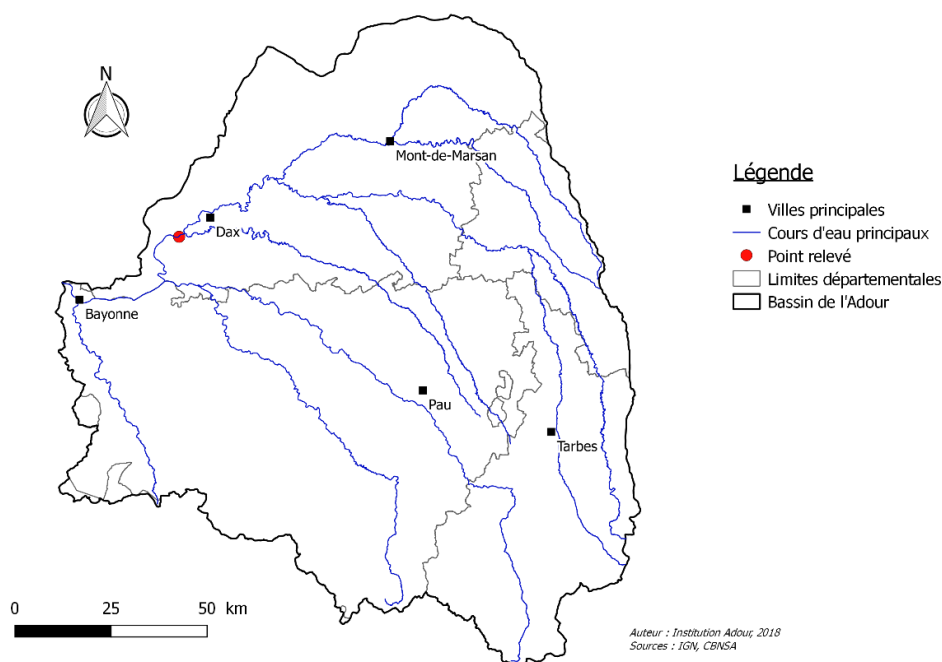 N
Mont-de-Marsan
Dax
Bayonne
Pau
Tarbes
Légende
Villes principales
Cours d'eau principaux
Point relevé
Limites départementales
Bassin de l'Adour
0 25 50 km
Auteur : Institution Adour, 2018
Sources : IGN, CBNSA